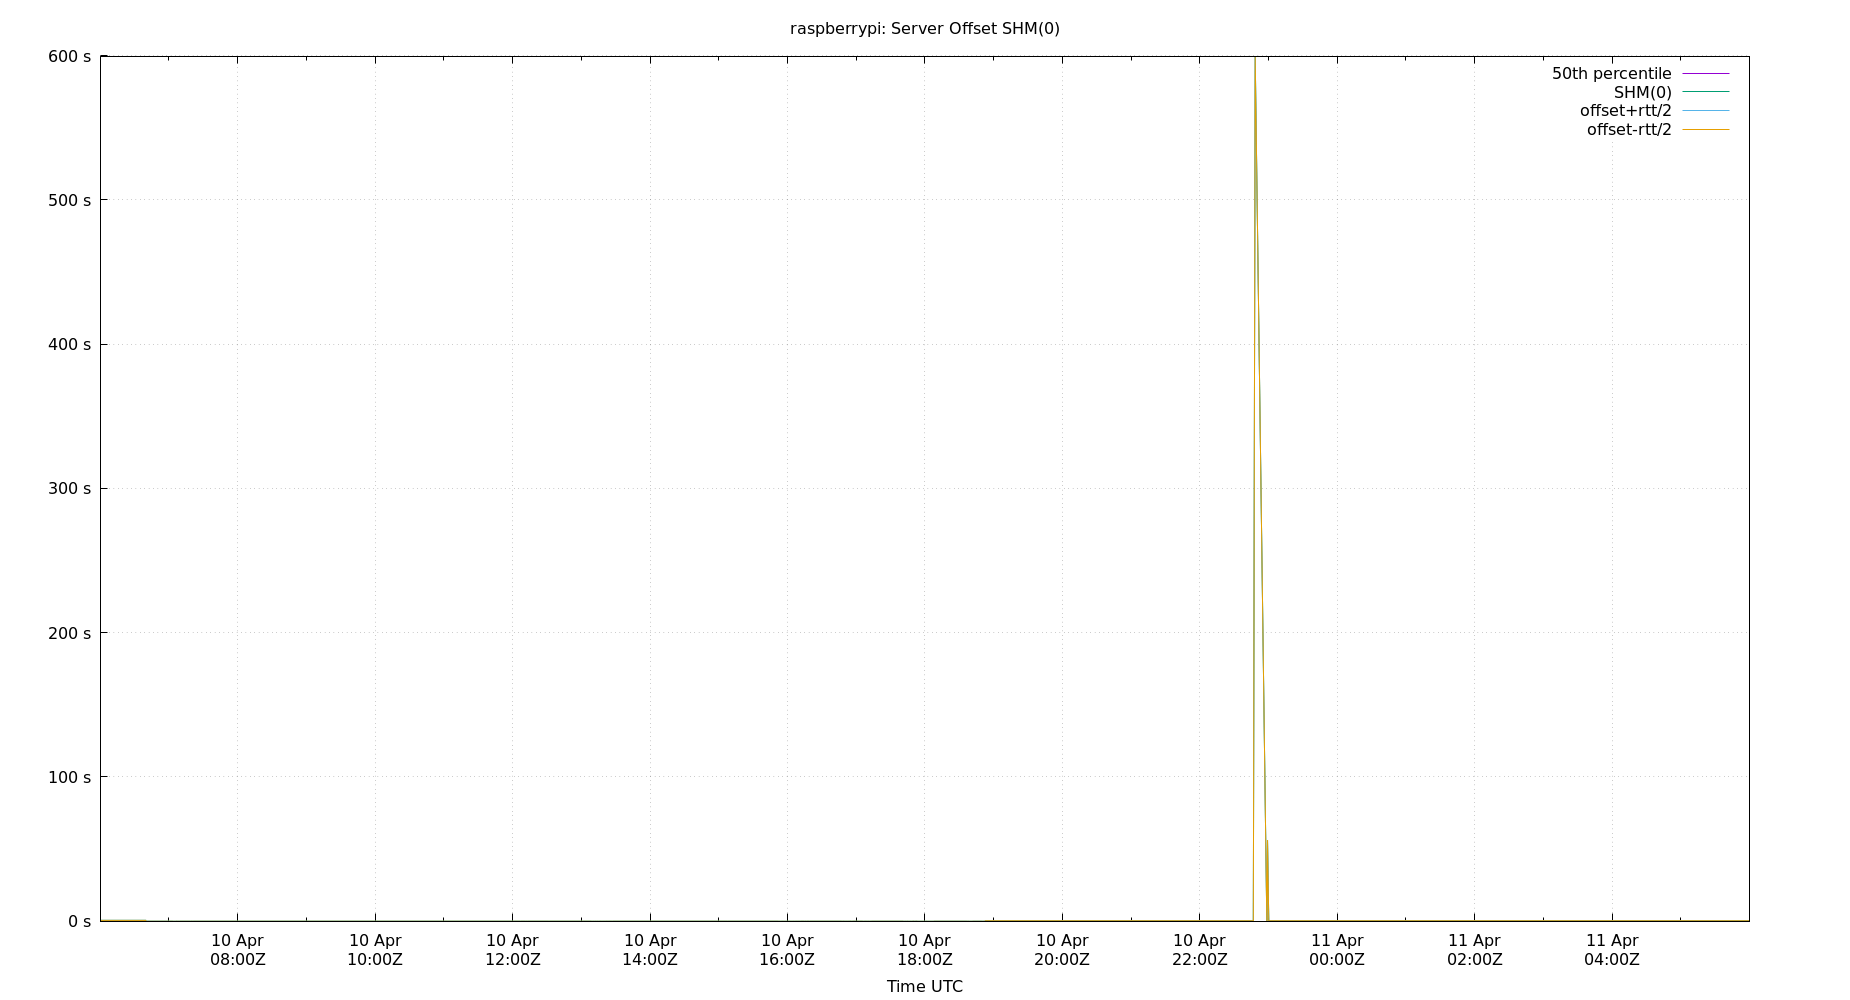 raspberrypi: Server Offset SHM(0)
600 s
500 s
400 s
300 s
200 s
100 s
0 s
50th percentile
SHM(0)
offset+rtt/2
offset-rtt/2
10 Apr 10 Apr 10 Apr 10 Apr 10 Apr 10 Apr 10 Apr 10 Apr 11 Apr 11 Apr 11 Apr
08:00Z 10:00Z 12:00Z 14:00Z 16:00Z 18:00Z 20:00Z 22:00Z 00:00Z 02:00Z 04:00Z
Time UTC